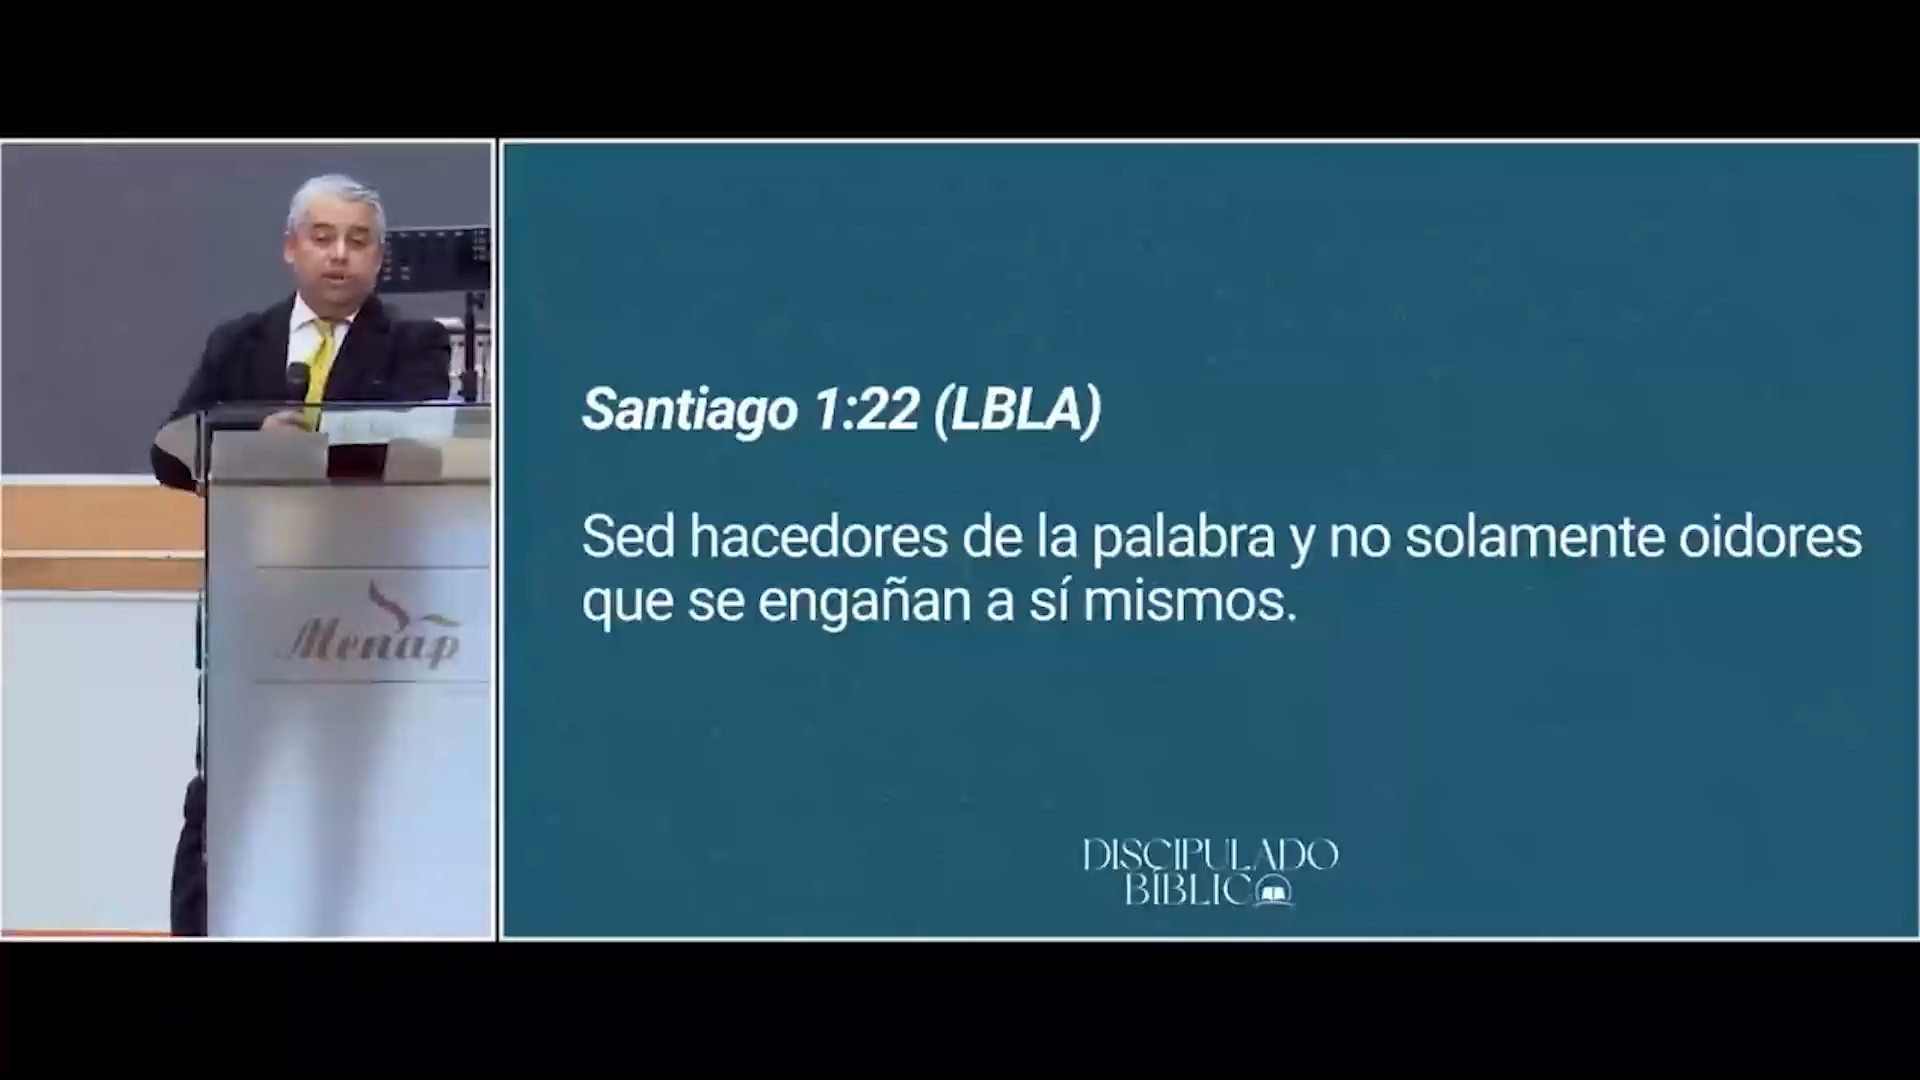 Santiago 1:22 (LBLA)
Sed hacedores de la palabra y no solamente oidores
que se engañan a sí mismos.
DISCIPULADO
BÍBLICO
Menap